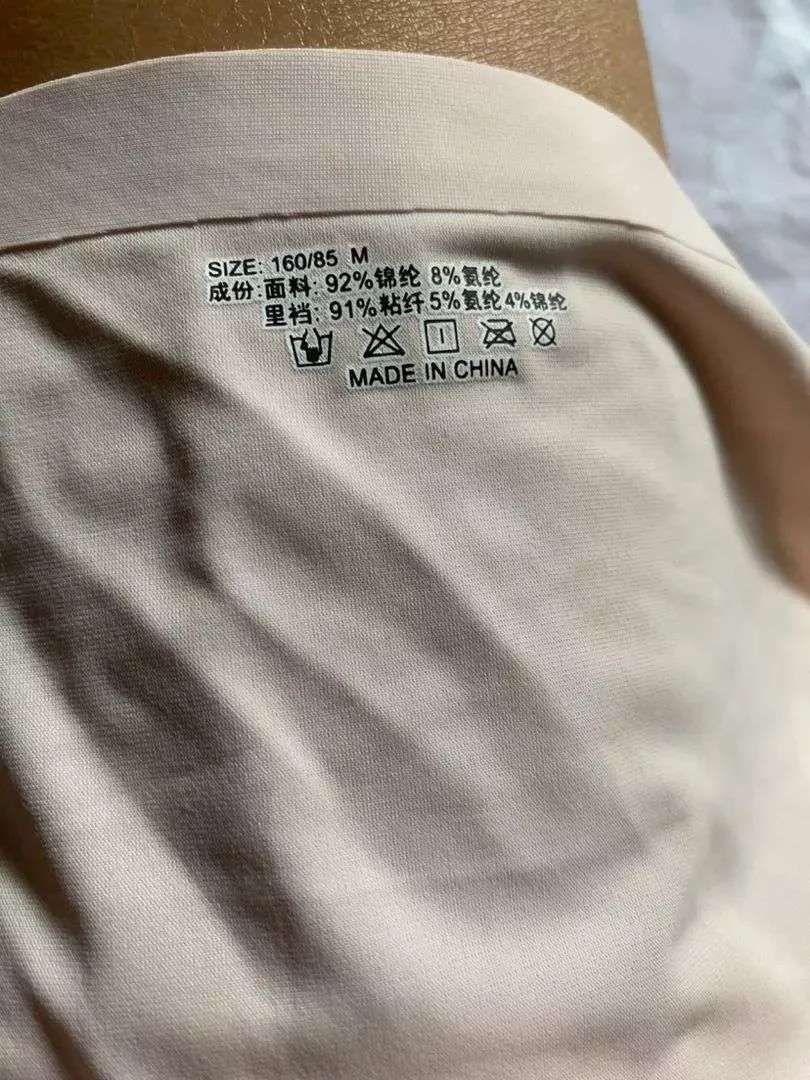 SIZE: 160/85 M
成份:面料: 92%锦纶 8%氨纶
里裆: 91%粘纤5%氨纶4%锦纶
MADE IN CHINA